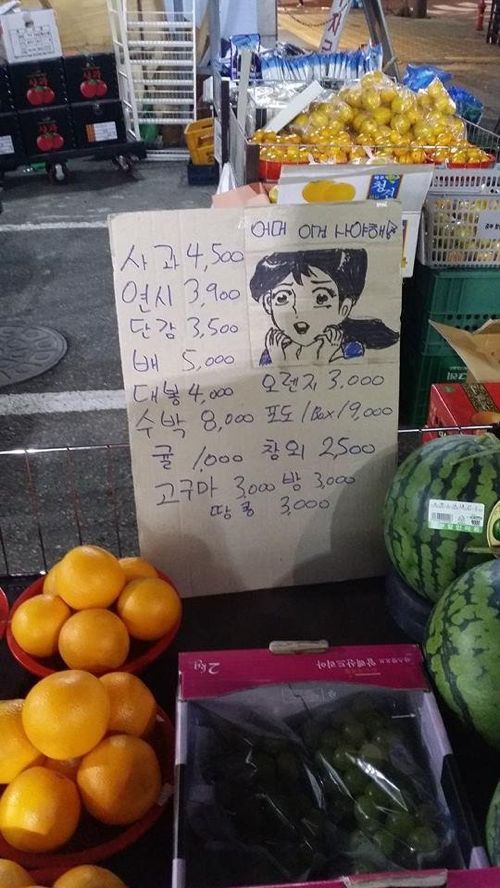 어머 이건 사야해!
사과 4,500
연시 3,900
단감 3,500
배 5,000
대봉 4,000 오렌지 3,000
수박 8,000 포도 1Box 19,000
귤 1,000 참외 2,500
고구마 3,000 밤 3,000
땅콩 3,000